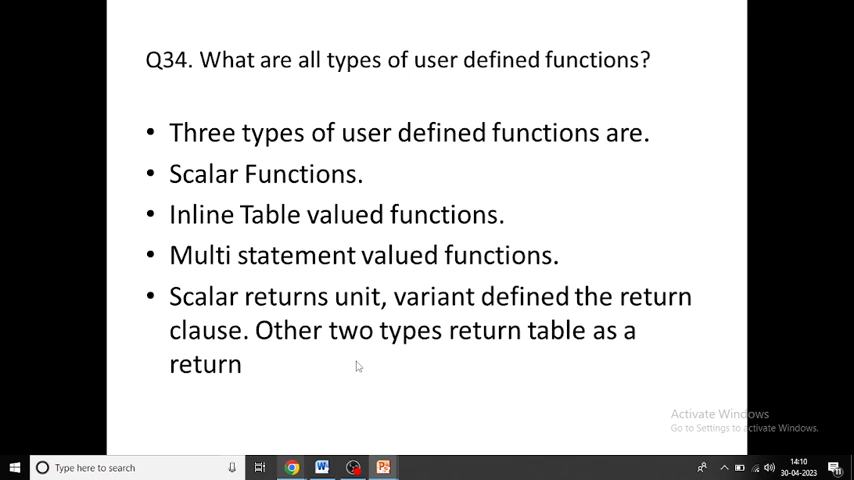 Q34. What are all types of user defined functions?
• Three types of user defined functions are.
• Scalar Functions.
• Inline Table valued functions.
• Multi statement valued functions.
• Scalar returns unit, variant defined the return
clause. Other two types return table as a
return
Activate Windows
Go to Settings to activate Windows.
Type here to search
14:10
30-04-2023